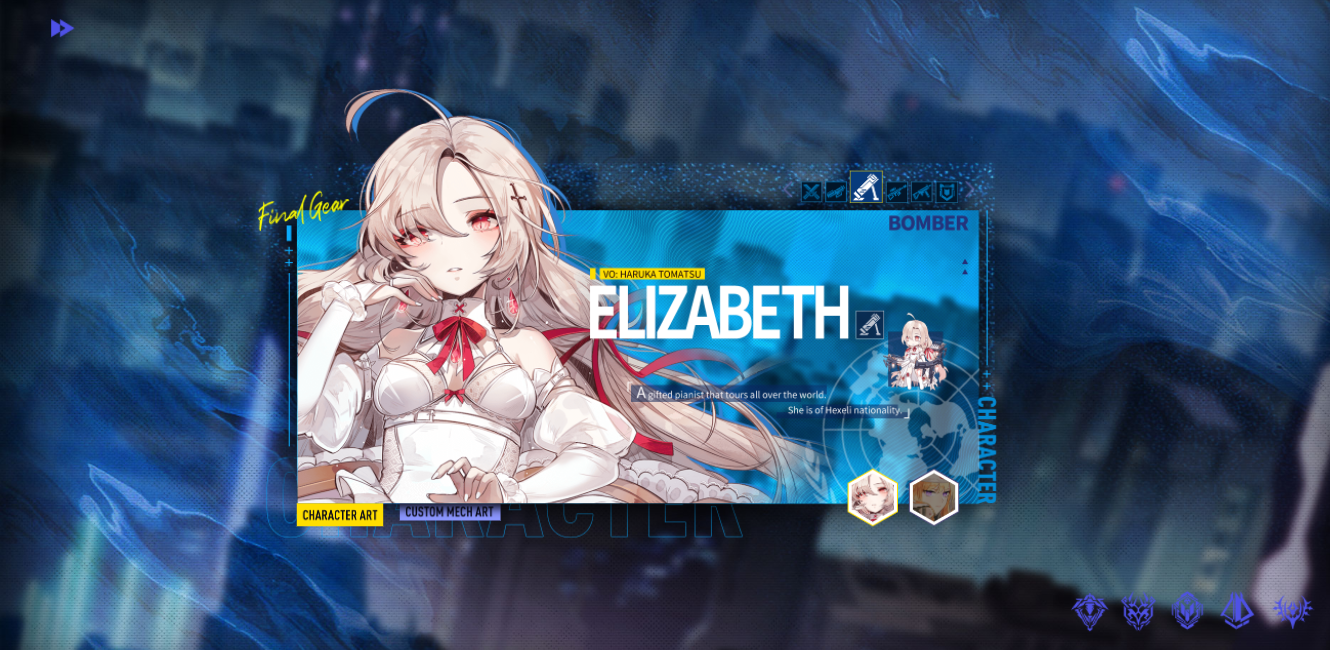 Final Gear
BOMBER
VO: HARUKA TOMATSU
ELIZABETH
A gifted pianist that tours all over the world.
She is of Hexeli nationality.
CHARACTER
CHARACTER ART
CUSTOM MECH ART
CHARACTER